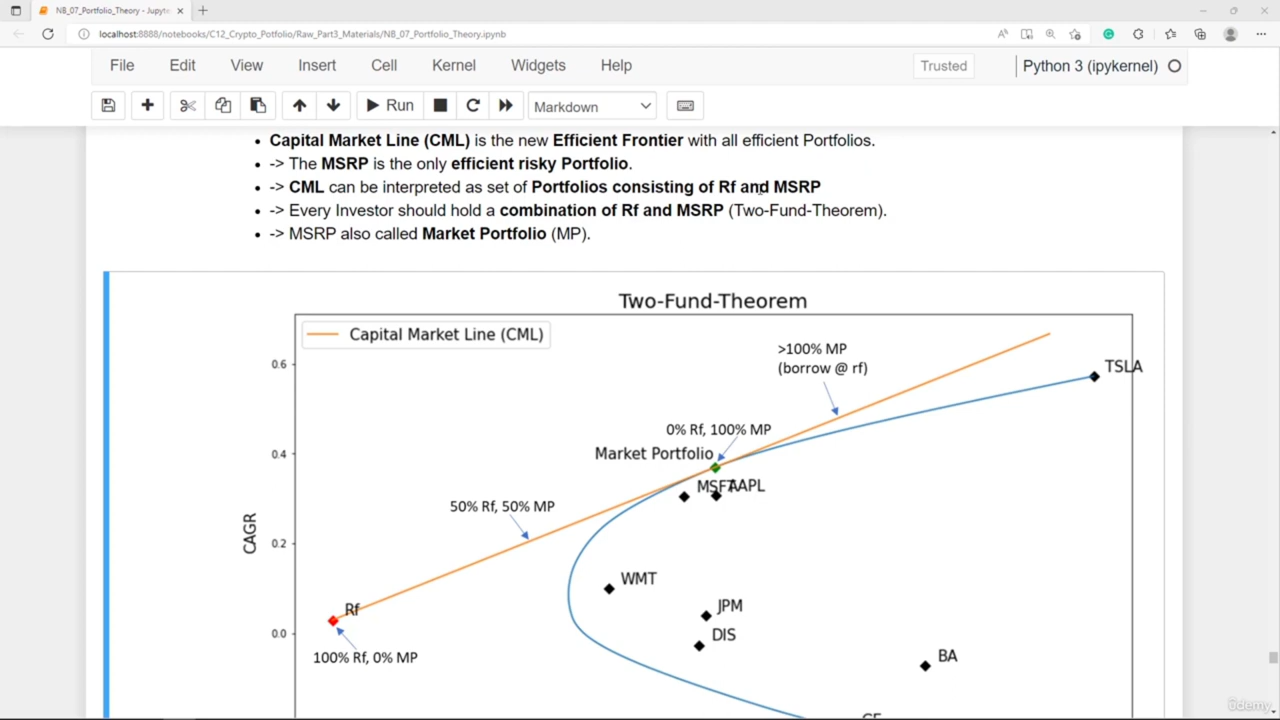 NB_07_Portfolio_Theory - Jupyte
localhost:8888/notebooks/C12_Crypto_Potfolio/Raw_Part3_Materials/NB_07_Portfolio_Theory.ipynb
File Edit View Insert Cell Kernel Widgets Help Trusted Python 3 (ipykernel)
Run Markdown
• Capital Market Line (CML) is the new Efficient Frontier with all efficient Portfolios.
• -> The MSRP is the only efficient risky Portfolio.
• -> CML can be interpreted as set of Portfolios consisting of Rf and MSRP
• -> Every Investor should hold a combination of Rf and MSRP (Two-Fund-Theorem).
• -> MSRP also called Market Portfolio (MP).
Two-Fund-Theorem
Capital Market Line (CML)
>100% MP
(borrow @ rf)
0.6
TSLA
0% Rf, 100% MP
0.4
Market Portfolio
MSFT AAPL
50% Rf, 50% MP
CAGR
0.2
WMT
JPM
Rf
0.0
DIS
100% Rf, 0% MP
BA
GE
ûdemy